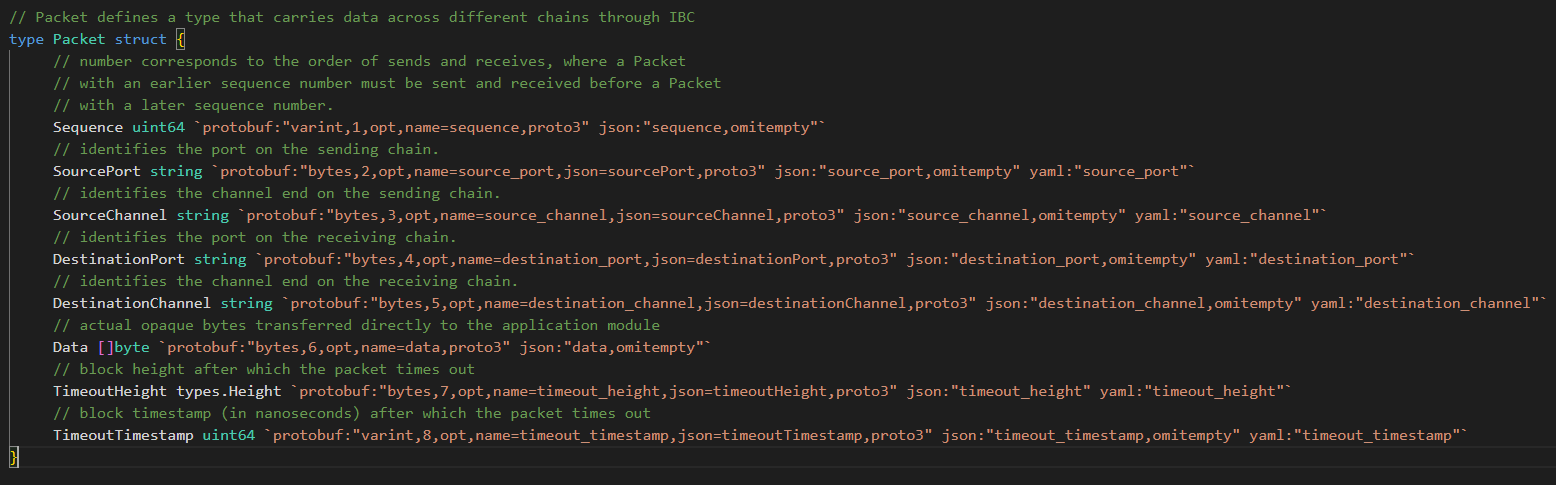 // Packet defines a type that carries data across different chains through IBC
type Packet struct {
// number corresponds to the order of sends and receives, where a Packet
// with an earlier sequence number must be sent and received before a Packet
// with a later sequence number.
Sequence uint64 `protobuf:"varint,1,opt,name=sequence,proto3" json:"sequence,omitempty"`
// identifies the port on the sending chain.
SourcePort string `protobuf:"bytes,2,opt,name=source_port,json=sourcePort,proto3" json:"source_port,omitempty" yaml:"source_port"`
// identifies the channel end on the sending chain.
SourceChannel string `protobuf:"bytes,3,opt,name=source_channel,json=sourceChannel,proto3" json:"source_channel,omitempty" yaml:"source_channel"`
// identifies the port on the receiving chain.
DestinationPort string `protobuf:"bytes,4,opt,name=destination_port,json=destinationPort,proto3" json:"destination_port,omitempty" yaml:"destination_port"`
// identifies the channel end on the receiving chain.
DestinationChannel string `protobuf:"bytes,5,opt,name=destination_channel,json=destinationChannel,proto3" json:"destination_channel,omitempty" yaml:"destination_channel"`
// actual opaque bytes transferred directly to the application module
Data []byte `protobuf:"bytes,6,opt,name=data,proto3" json:"data,omitempty"`
// block height after which the packet times out
TimeoutHeight types.Height `protobuf:"bytes,7,opt,name=timeout_height,json=timeoutHeight,proto3" json:"timeout_height" yaml:"timeout_height"`
// block timestamp (in nanoseconds) after which the packet times out
TimeoutTimestamp uint64 `protobuf:"varint,8,opt,name=timeout_timestamp,json=timeoutTimestamp,proto3" json:"timeout_timestamp,omitempty" yaml:"timeout_timestamp"`
}